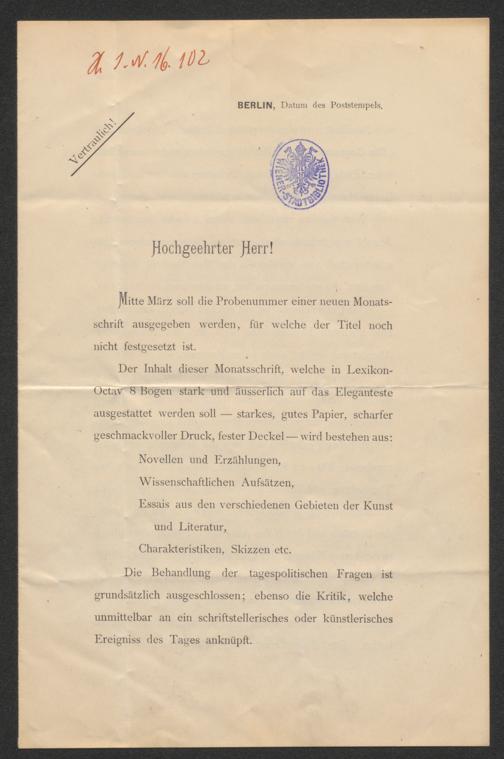 J. N. 16.102
BERLIN, Datum des Poststempels.
Vertraulich!
WIENER-STADTBIBLIOTHEK
Hochgeehrter Herr!
Mitte März soll die Probenummer einer neuen Monats-
schrift ausgegeben werden, für welche der Titel noch
nicht festgesetzt ist.
Der Inhalt dieser Monatsschrift, welche in Lexikon-
Octav 8 Bogen stark und äusserlich auf das Eleganteste
ausgestattet werden soll — starkes, gutes Papier, scharfer
geschmackvoller Druck, fester Deckel — wird bestehen aus:
Novellen und Erzählungen,
Wissenschaftlichen Aufsätzen,
Essais aus den verschiedenen Gebieten der Kunst
und Literatur,
Charakteristiken, Skizzen etc.
Die Behandlung der tagespolitischen Fragen ist
grundsätzlich ausgeschlossen; ebenso die Kritik, welche
unmittelbar an ein schriftstellerisches oder künstlerisches
Ereigniss des Tages anknüpft.